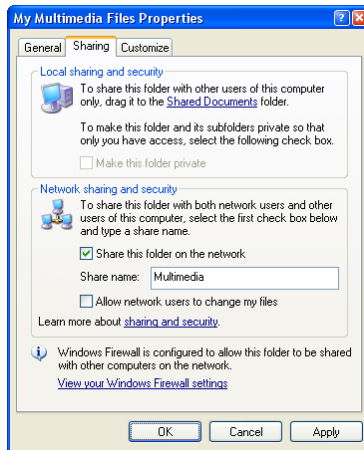 My Multimedia Files Properties
General Sharing Customize
Local sharing and security
To share this folder with other users of this computer
only, drag it to the Shared Documents folder.
To make this folder and its subfolders private so that
only you have access, select the following check box.
Make this folder private
Network sharing and security
To share this folder with both network users and other
users of this computer, select the first check box below
and type a share name.
Share this folder on the network
Share name: Multimedia
Allow network users to change my files
Learn more about sharing and security.
Windows Firewall is configured to allow this folder to be shared
with other computers on the network.
View your Windows Firewall settings
OK Cancel Apply